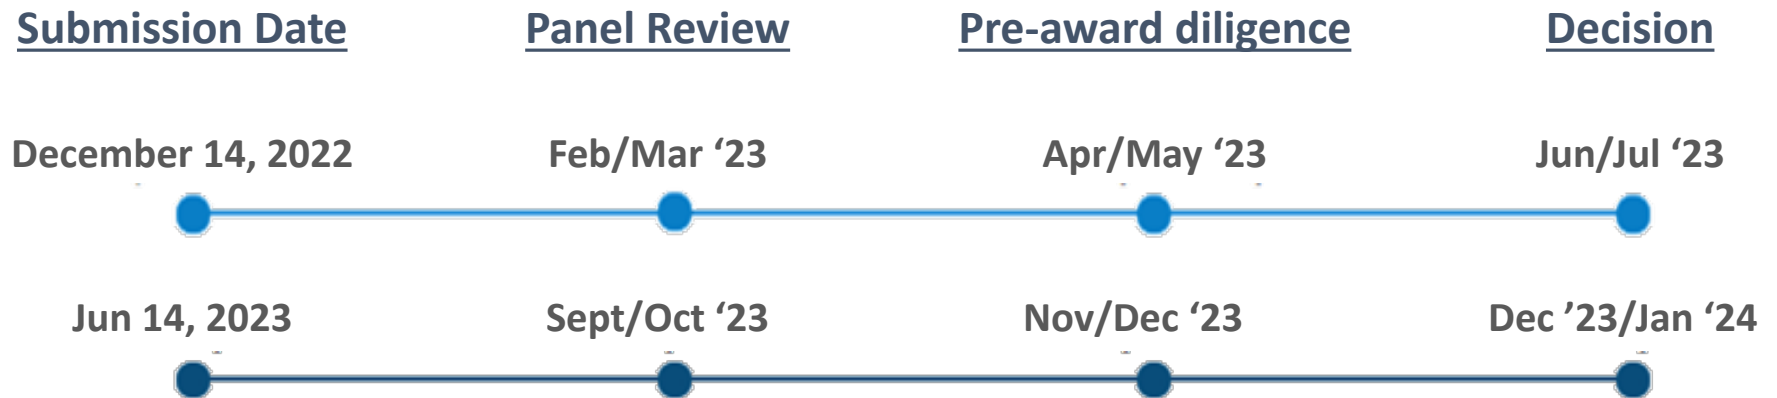 Submission Date Panel Review Pre-award diligence Decision
December 14, 2022 Feb/Mar ‘23 Apr/May ‘23 Jun/Jul ‘23
Jun 14, 2023 Sept/Oct ‘23 Nov/Dec ‘23 Dec ’23/Jan ‘24